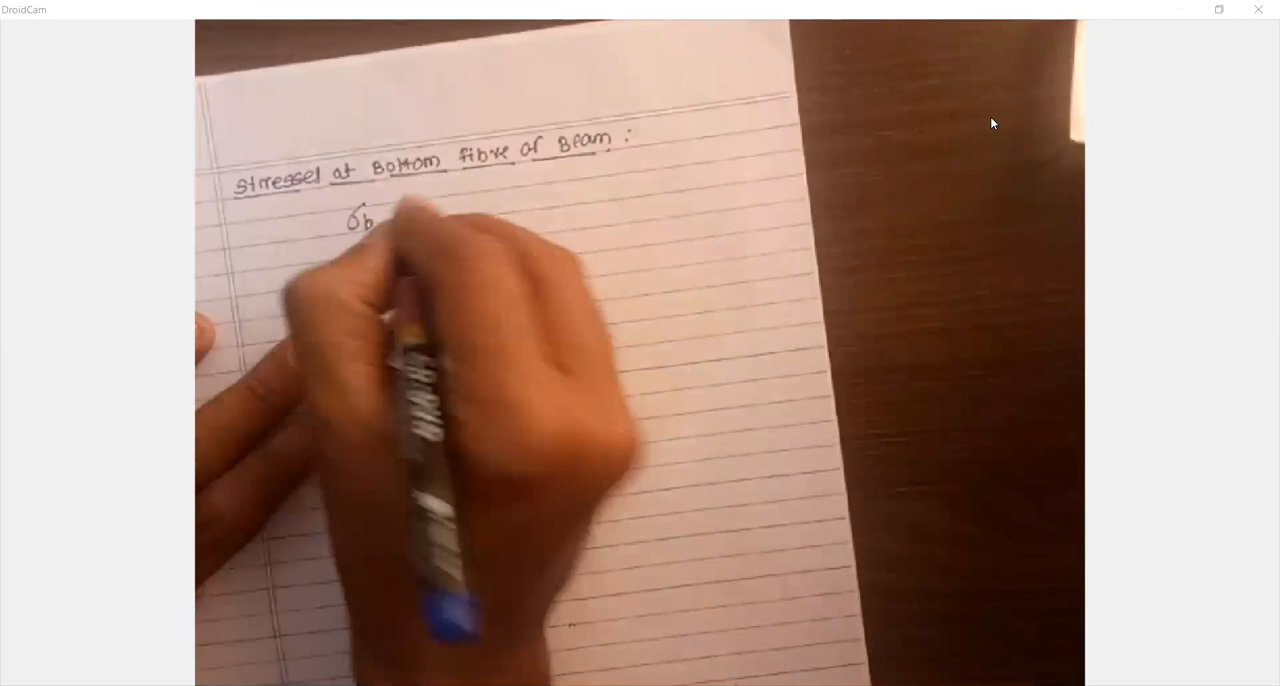 DroidCam
Stresses at Bottom fibre of Beam :
σb